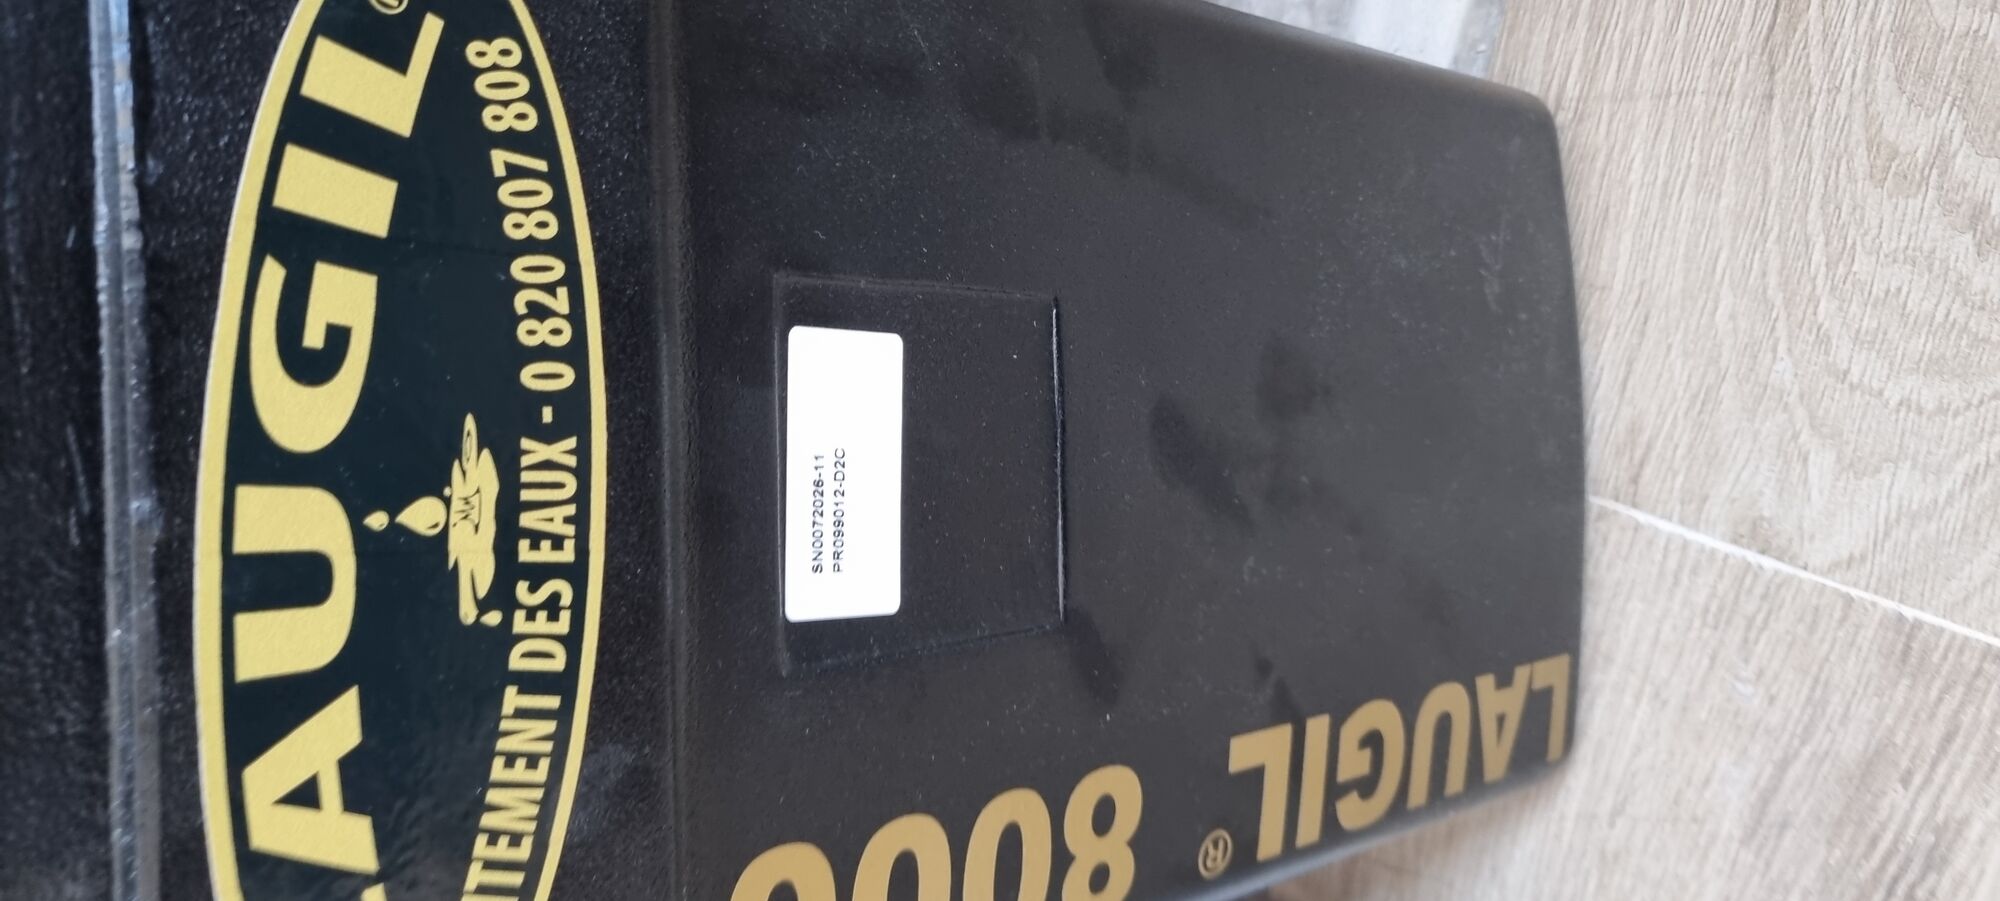 LAUGIL®
TRAITEMENT DES EAUX - 0 820 807 808
SN0072026-11
PR099012-D2C
LAUGIL®
8000